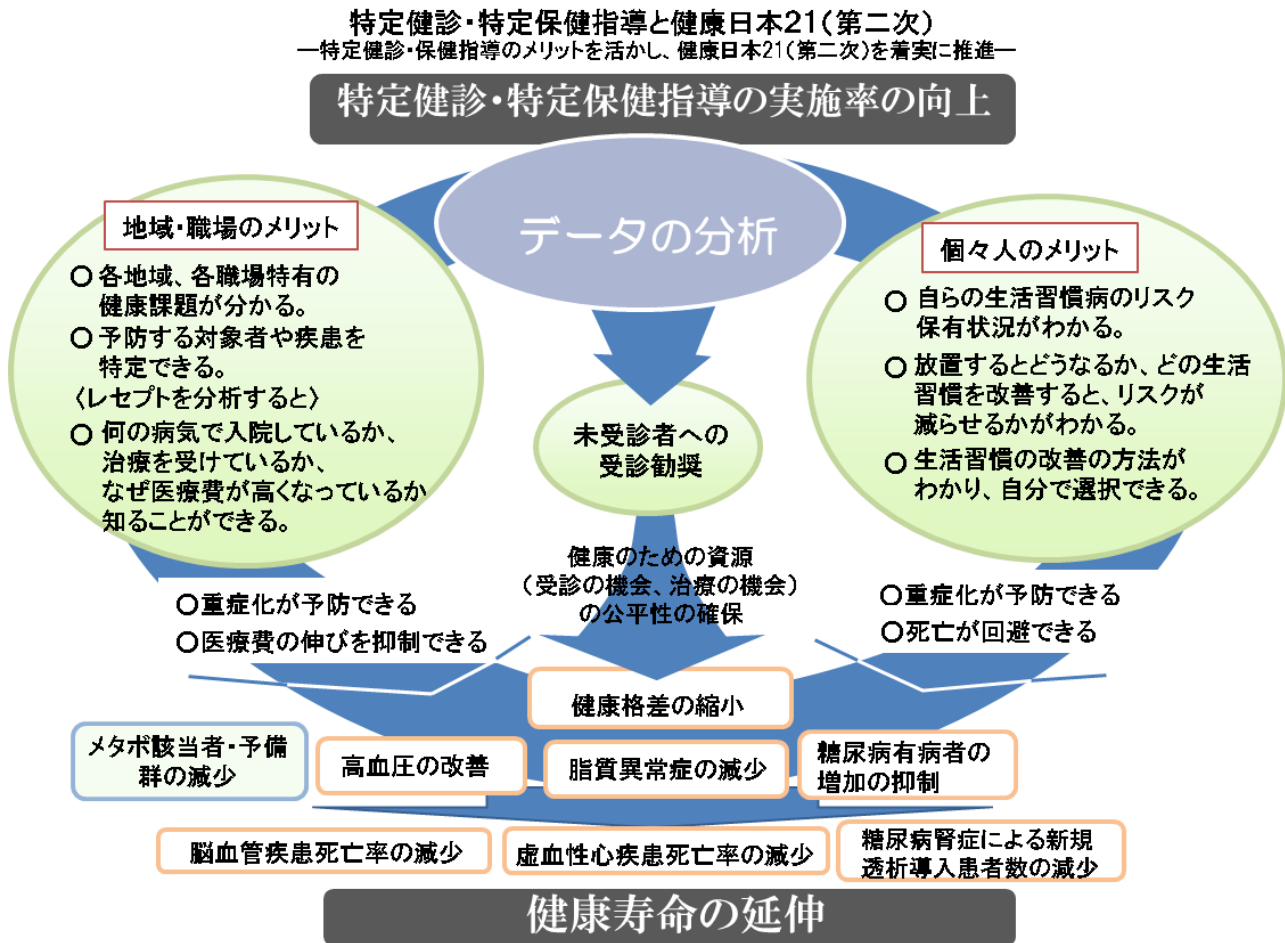 特定健診・特定保健指導と健康日本21(第二次)
―特定健診・保健指導のメリットを活かし、健康日本21(第二次)を着実に推進―
特定健診・特定保健指導の実施率の向上
データの分析
地域・職場のメリット
○ 各地域、各職場特有の
健康課題が分かる。
○ 予防する対象者や疾患を
特定できる。
〈レセプトを分析すると〉
○ 何の病気で入院しているか、
治療を受けているか、
なぜ医療費が高くなっているか
知ることができる。
個々人のメリット
○ 自らの生活習慣病のリスク
保有状況がわかる。
○ 放置するとどうなるか、どの生活
習慣を改善すると、リスクが
減らせるかがわかる。
○ 生活習慣の改善の方法が
わかり、自分で選択できる。
未受診者への
受診勧奨
健康のための資源
(受診の機会、治療の機会)
の公平性の確保
○重症化が予防できる
○医療費の伸びを抑制できる
○重症化が予防できる
○死亡が回避できる
健康格差の縮小
メタボ該当者・予備
群の減少
高血圧の改善
脂質異常症の減少
糖尿病有病者の
増加の抑制
脳血管疾患死亡率の減少
虚血性心疾患死亡率の減少
糖尿病腎症による新規
透析導入患者数の減少
健康寿命の延伸